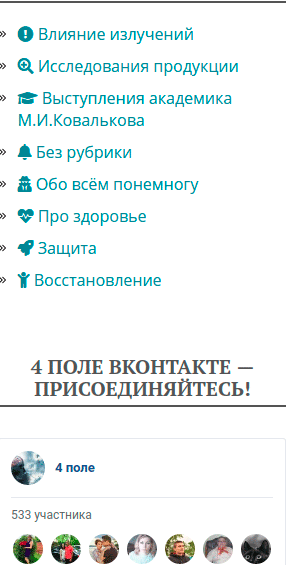 Влияние излучений
Исследования продукции
Выступления академика
М.И.Ковалькова
Без рубрики
Обо всём понемногу
Про здоровье
Защита
Восстановление
4 ПОЛЕ ВКОНТАКТЕ —
ПРИСОЕДИНЯЙТЕСЬ!
4 поле
533 участника